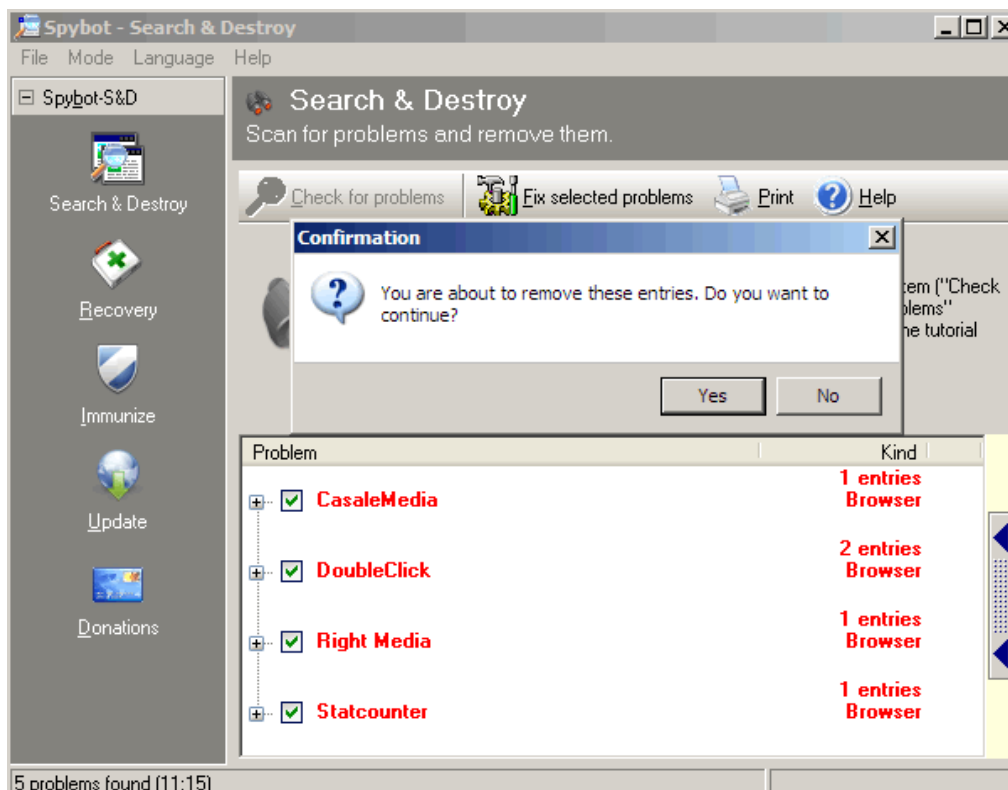 Spybot - Search & Destroy
File Mode Language Help
Spybot-S&D
Search & Destroy
Recovery
Immunize
Update
Donations
Search & Destroy
Scan for problems and remove them.
Check for problems
Fix selected problems
Print
Help
Confirmation
You are about to remove these entries. Do you want to
continue?
Yes
No
tem ("Check
blems"
he tutorial
Problem Kind
CasaleMedia 1 entries
Browser
DoubleClick 2 entries
Browser
Right Media 1 entries
Browser
Statcounter 1 entries
Browser
5 problems found (11:15)